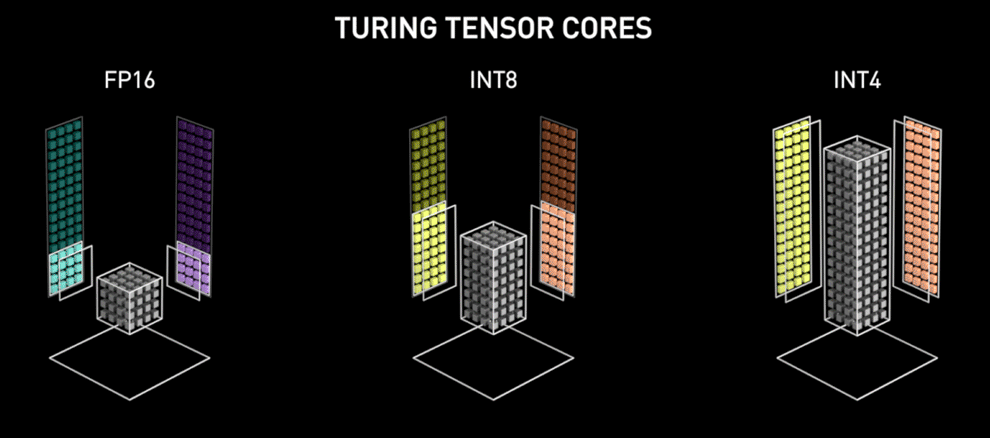 TURING TENSOR CORES
FP16
INT8
INT4